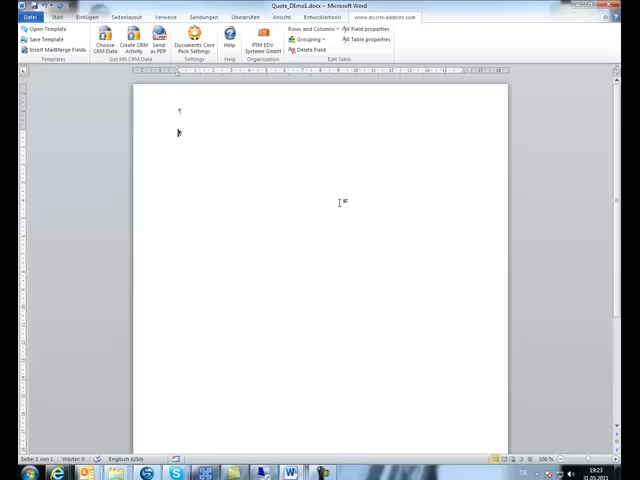 Quote_DEmo1.docx - Microsoft Word
Datei Start Einfügen Seitenlayout Verweise Sendungen Überprüfen Ansicht Entwicklertools www.mscrm-addons.com
Open Template
Save Template
Insert MailMerge Fields
Templates
Choose CRM Data
Create CRM Activity
Send as PDF
Get MS CRM Data
Documents Core Pack Settings
Settings
Help
Help
PTM EDV Systeme GmbH
Organization
Rows and Columns
Grouping
Delete Field
Field properties
Table properties
Edit Table
Seite: 1 von 1 Wörter: 0 Englisch (USA) 100 %
DE 19:23
31.05.2011